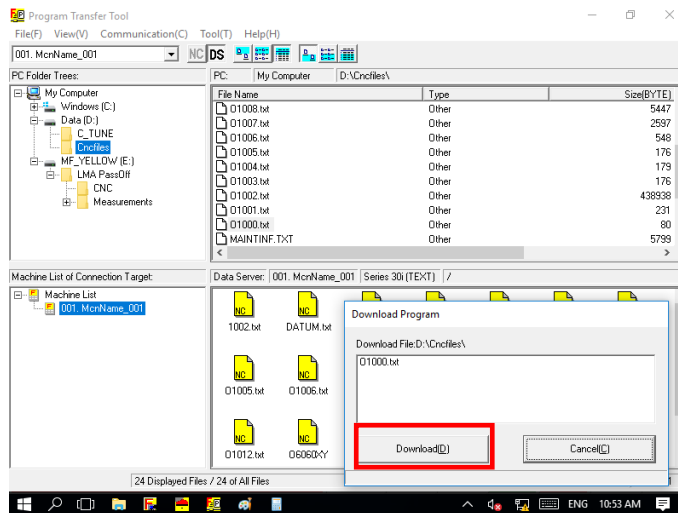 Program Transfer Tool
File(F) View(V) Communication(C) Tool(T) Help(H)
001. McnName_001 NC DS
PC Folder Trees: PC: My Computer D:\Cncfiles\
My Computer
Windows (C:)
Data (D:)
C_TUNE
Cncfiles
MF_YELLOW (E:)
LMA PassOff
CNC
Measurements
File Name Type Size(BYTE)
O1008.txt Other 5447
O1007.txt Other 2597
O1006.txt Other 548
O1005.txt Other 176
O1004.txt Other 179
O1003.txt Other 176
O1002.txt Other 438938
O1001.txt Other 231
O1000.txt Other 80
MAINTINF.TXT Other 5799
Machine List of Connection Target: Data Server: 001. McnName_001 Series 30i (TEXT) /
Machine List
001. McnName_001
NC NC
1002.txt DATUM.txt
NC NC
O1005.txt O1006.txt
NC NC
O1012.txt O6060XY
Download Program
Download File:D:\Cncfiles\
O1000.txt
Download(D) Cancel(C)
24 Displayed Files / 24 of All Files
ENG 10:53 AM